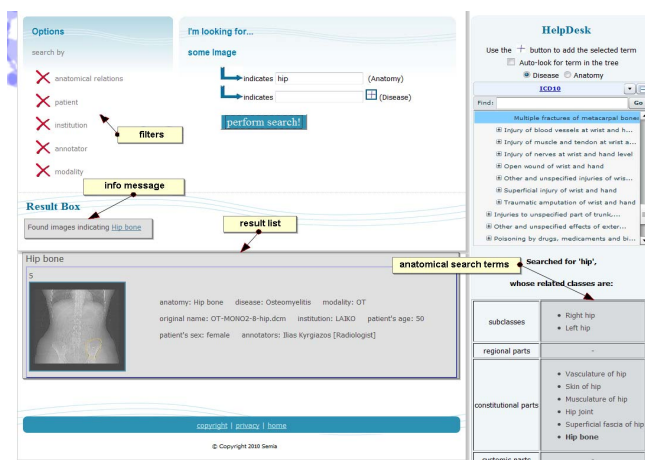 Options
search by
anatomical relations
patient
institution
annotator
modality
filters
I'm looking for...
some Image
indicates hip (Anatomy)
indicates (Disease)
perform search!
info message
Result Box
Found images indicating Hip bone
result list
Hip bone
S
anatomy: Hip bone disease: Osteomyelitis modality: OT
original name: OT-MONO2-8-hip.dcm institution: LAIKO patient's age: 50
patient's sex: female annotators: Ilias Kyrgiazos [Radiologist]
copyright | privacy | home
© Copyright 2010 Semia
HelpDesk
Use the + button to add the selected term
Auto-look for term in the tree
Disease Anatomy
ICD10
Find: Go
Multiple fractures of metacarpal bones
Injury of blood vessels at wrist and h...
Injury of muscle and tendon at wrist a...
Injury of nerves at wrist and hand level
Open wound of wrist and hand
Other and unspecified injuries of wris...
Superficial injury of wrist and hand
Traumatic amputation of wrist and hand
Injuries to unspecified part of trunk,...
Other and unspecified effects of exter...
Poisoning by drugs, medicaments and bi...
anatomical search terms
Searched for 'hip',
whose related classes are:
subclasses
Right hip
Left hip
regional parts
-
constitutional parts
Vasculature of hip
Skin of hip
Musculature of hip
Hip joint
Superficial fascia of hip
Hip bone
systemic parts